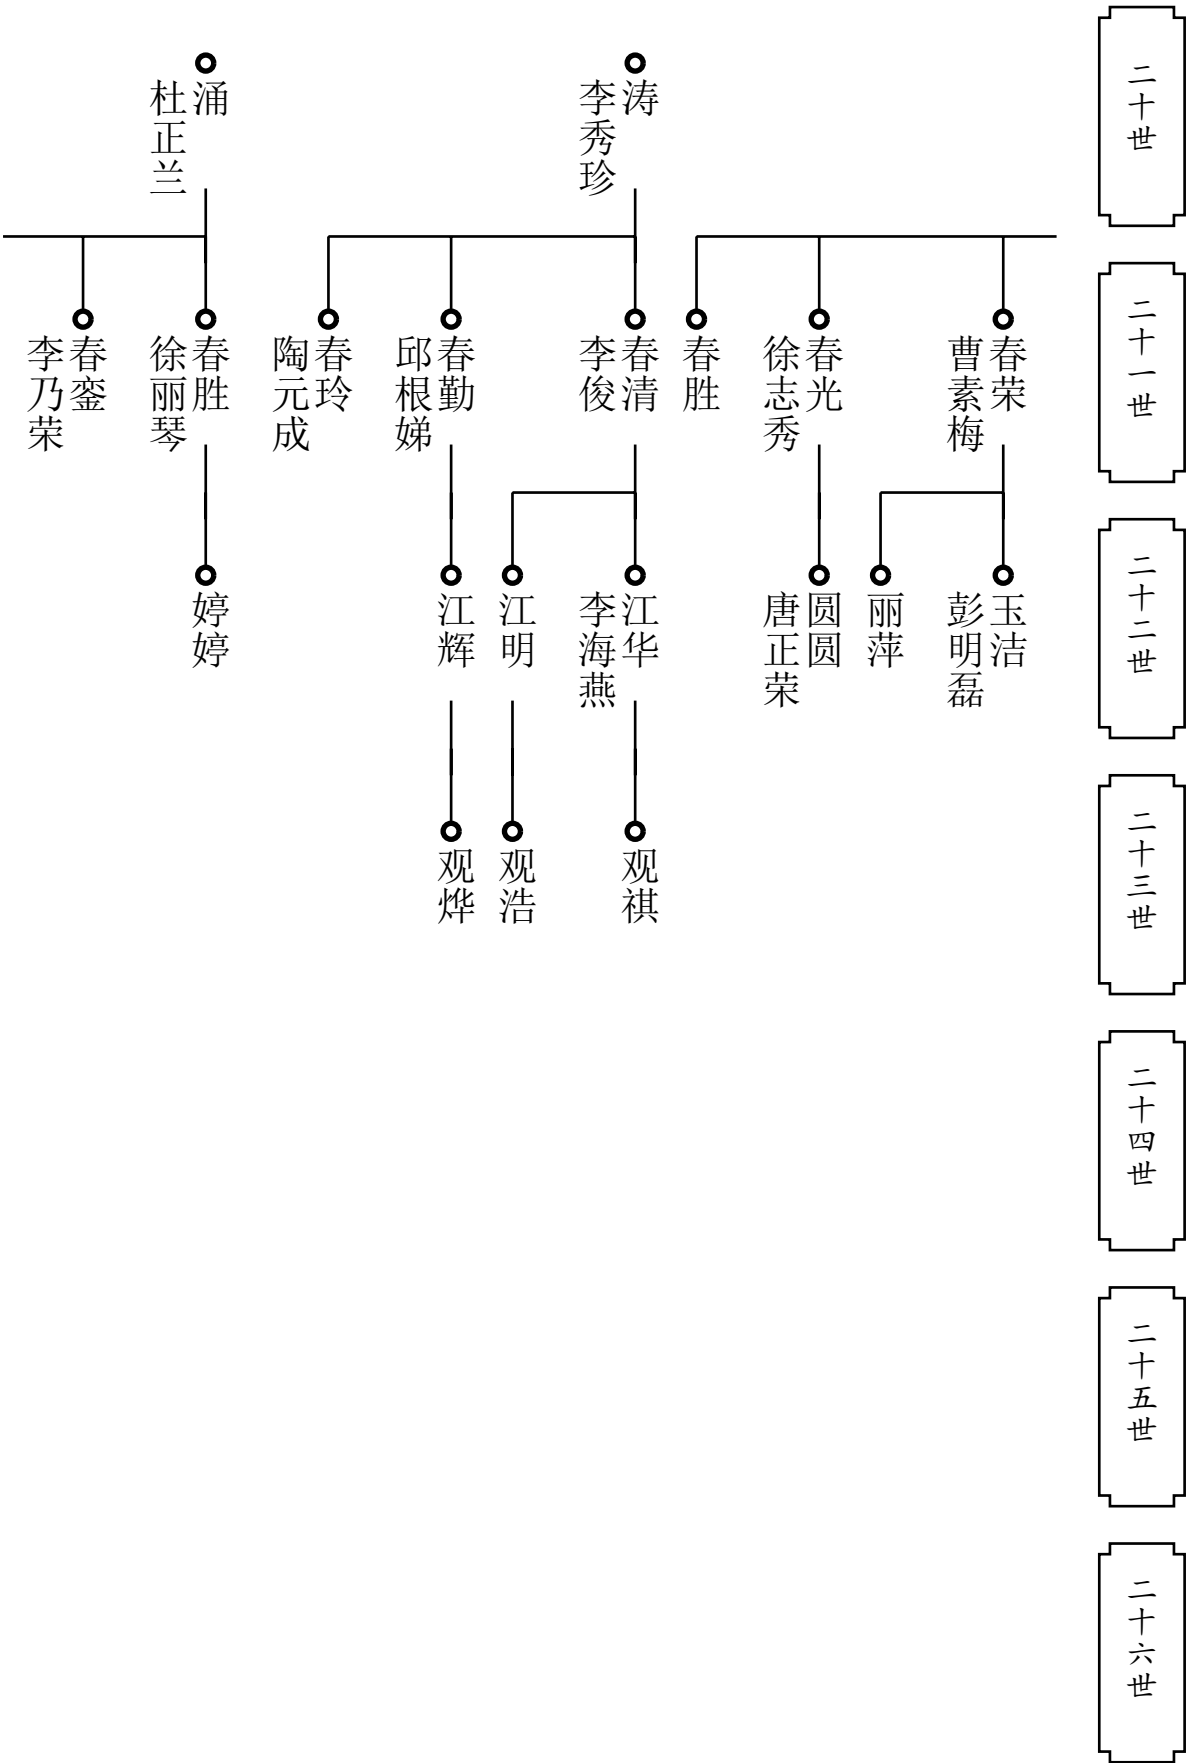 二十世
涛
李秀珍
涌
杜正兰
二十一世
春荣
曹素梅
春光
徐志秀
春胜
春清
李俊
春勤
邱根娣
春玲
陶元成
春胜
徐丽琴
春銮
李乃荣
二十二世
玉洁
彭明磊
丽萍
圆圆
唐正荣
江华
李海燕
江明
江辉
婷婷
二十三世
观祺
观浩
观烨
二十四世
二十五世
二十六世